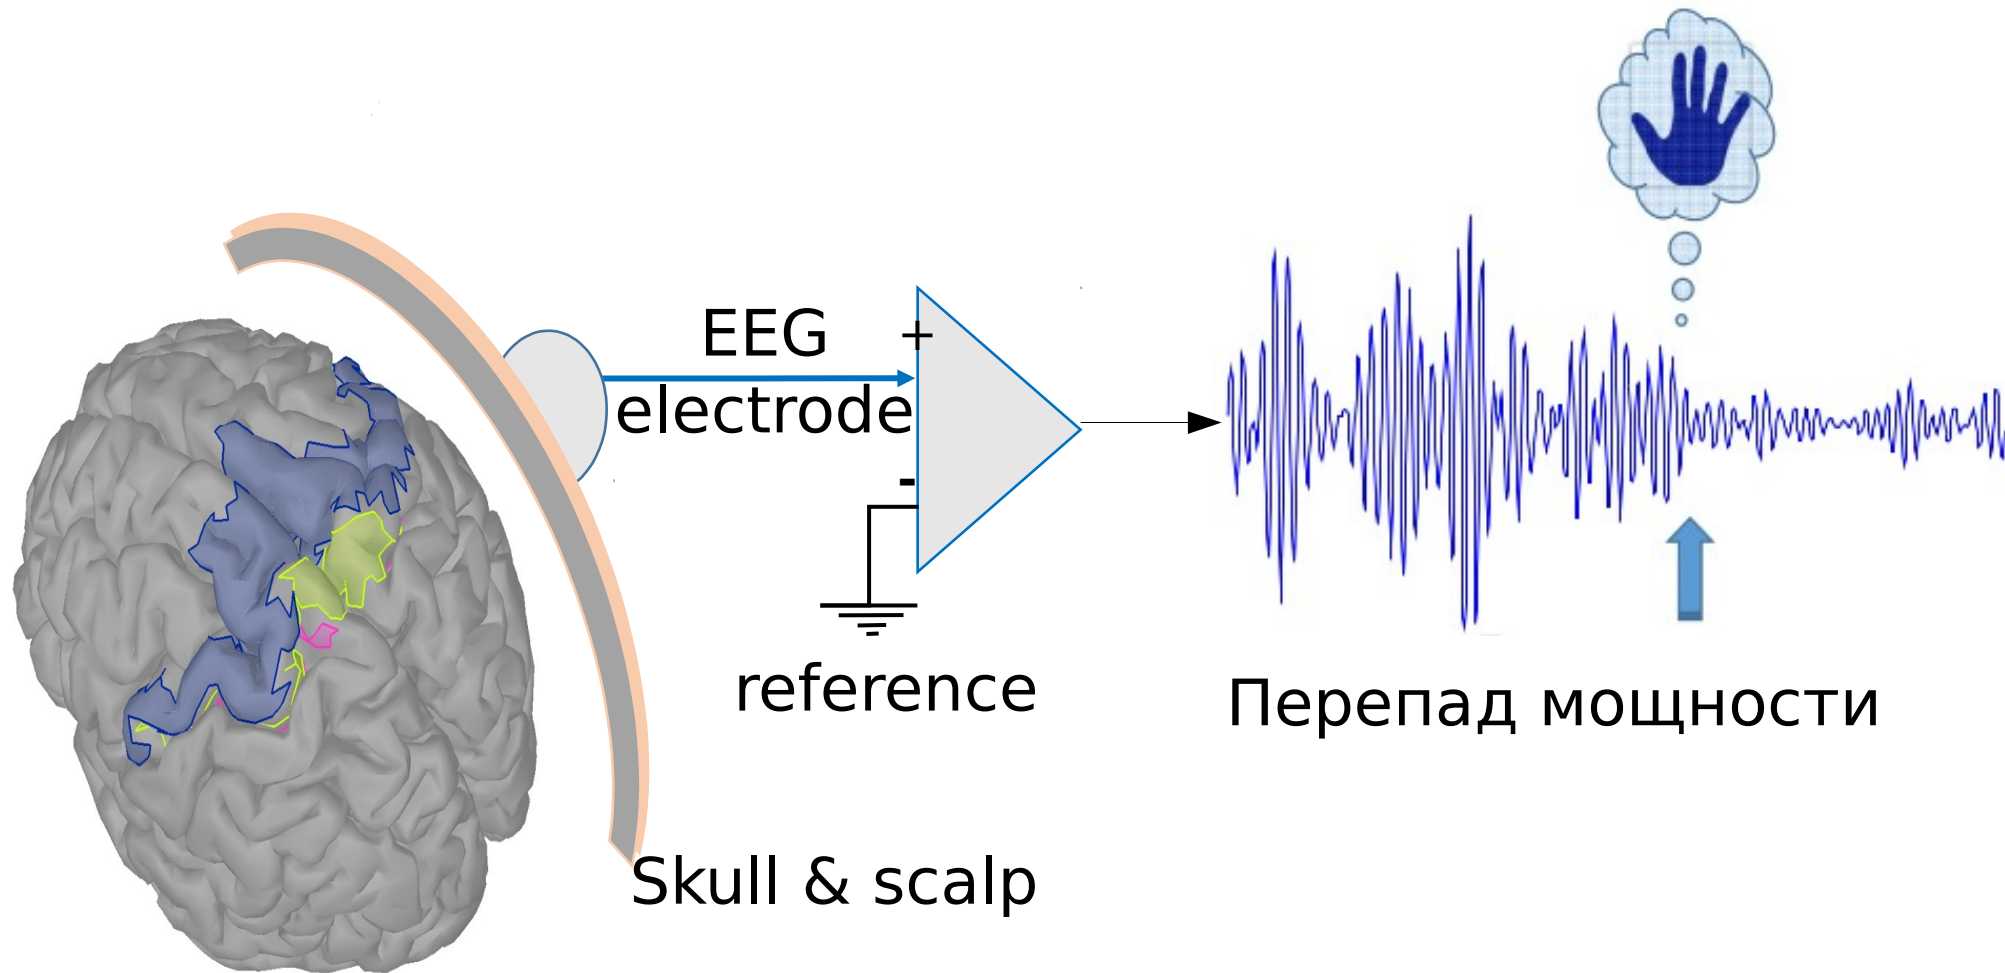 EEG
electrode
+
-
reference
Skull & scalp
Перепад мощности